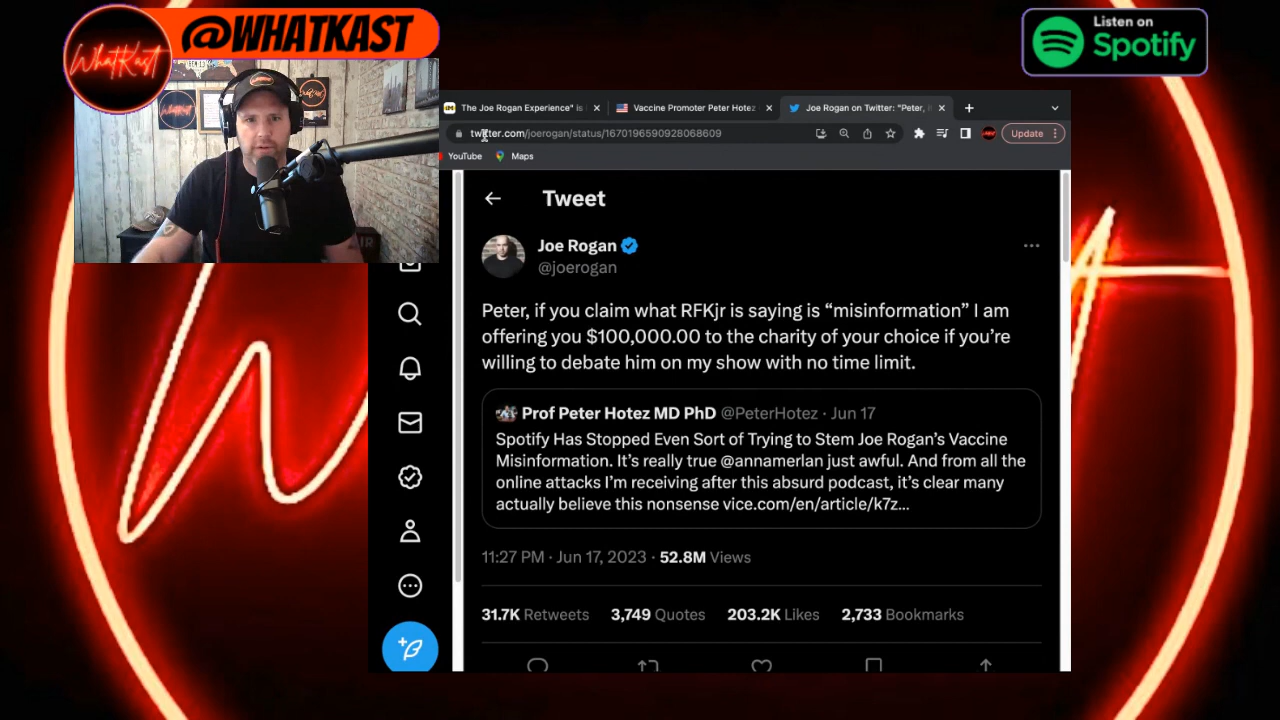 @WHATKAST
WhatKast
Listen on
Spotify
The Joe Rogan Experience" is
Vaccine Promoter Peter Hotez
Joe Rogan on Twitter: "Peter, i
twitter.com/joerogan/status/1670196590928068609
Update
YouTube
Maps
Tweet
Joe Rogan
@joerogan
Peter, if you claim what RFKjr is saying is “misinformation” I am
offering you $100,000.00 to the charity of your choice if you’re
willing to debate him on my show with no time limit.
Prof Peter Hotez MD PhD @PeterHotez · Jun 17
Spotify Has Stopped Even Sort of Trying to Stem Joe Rogan’s Vaccine
Misinformation. It’s really true @annamerlan just awful. And from all the
online attacks I’m receiving after this absurd podcast, it’s clear many
actually believe this nonsense vice.com/en/article/k7z...
11:27 PM · Jun 17, 2023 · 52.8M Views
31.7K Retweets 3,749 Quotes 203.2K Likes 2,733 Bookmarks